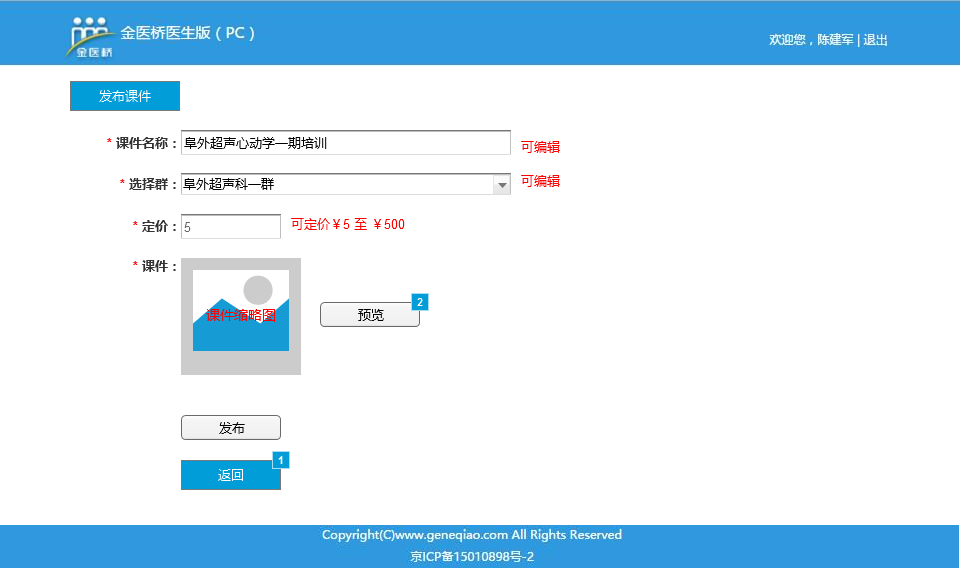 金医桥
金医桥医生版（PC）
欢迎您，陈建军 | 退出
发布课件
* 课件名称： 阜外超声心动学一期培训 可编辑
* 选择群： 阜外超声科一群 可编辑
* 定价： 5 可定价￥5 至 ￥500
* 课件：
课件缩略图
预览 2
发布
返回 1
Copyright(C)www.geneqiao.com All Rights Reserved
京ICP备15010898号-2